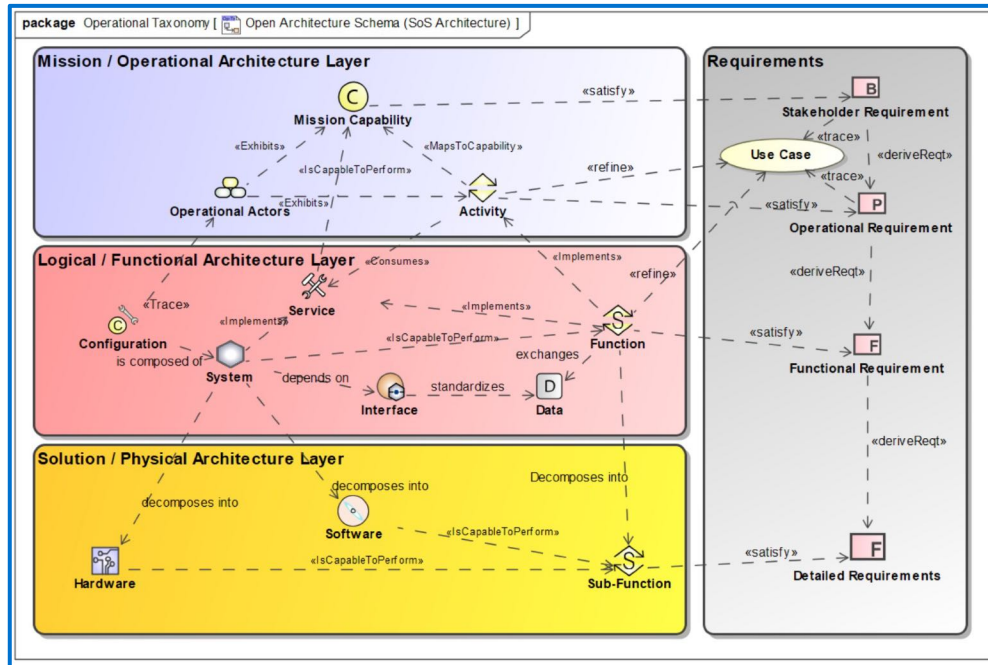 package Operational Taxonomy [ Open Architecture Schema (SoS Architecture) ]
Mission / Operational Architecture Layer
Requirements
C
Mission Capability
«satisfy»
B
Stakeholder Requirement
«Exhibits»
«MapsToCapability»
«trace»
Use Case
«deriveReqt»
«IsCapableToPerform»
«refine»
«trace»
Operational Actors
«Exhibits»
Activity
«satisfy»
P
Operational Requirement
Logical / Functional Architecture Layer
«Consumes»
«Implements»
«refine»
«deriveReqt»
Service
«Trace»
«Implements»
«Implements»
S
C
Configuration
«IsCapableToPerform»
Function
«satisfy»
F
is composed of
System
exchanges
Functional Requirement
depends on
standardizes
D
Interface
Data
«deriveReqt»
Solution / Physical Architecture Layer
decomposes into
decomposes into
Decomposes into
Software
«IsCapableToPerform»
«IsCapableToPerform»
S
«satisfy»
F
Hardware
Sub-Function
Detailed Requirements